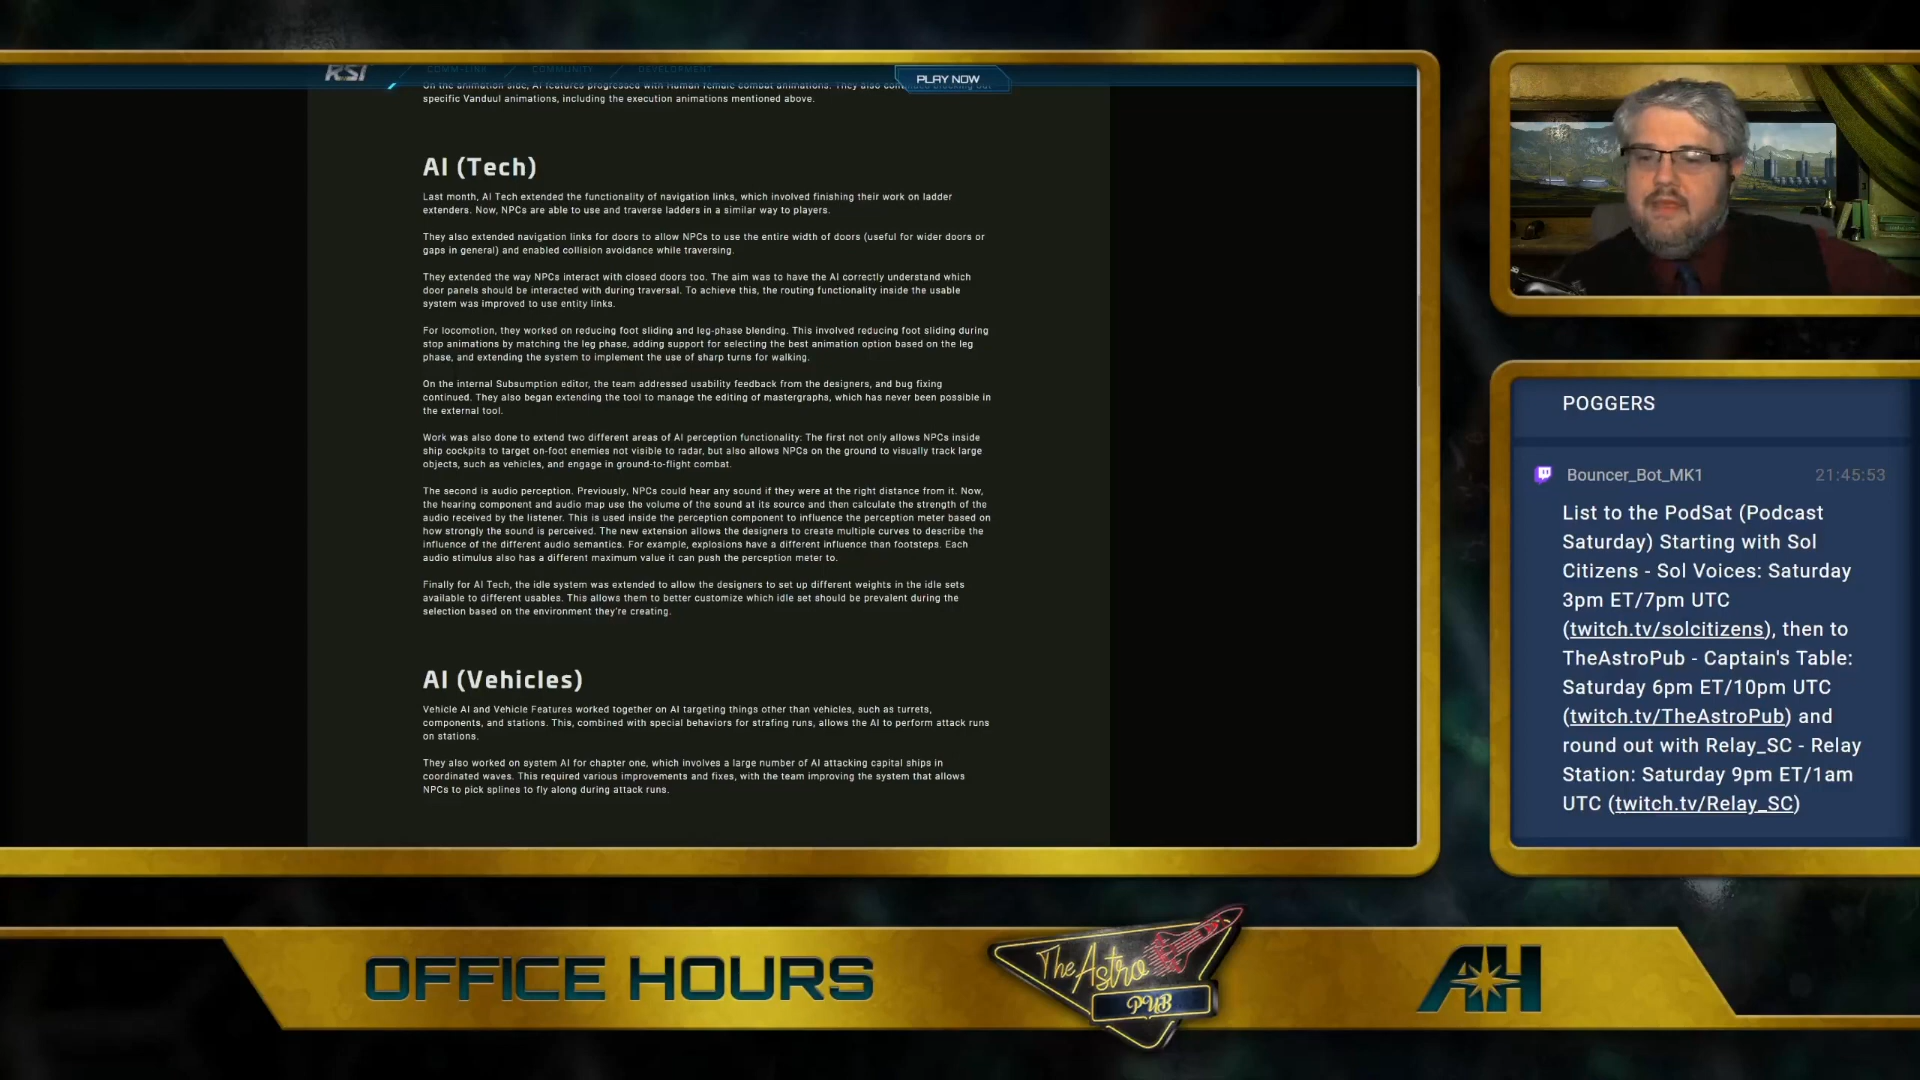 RSI
COMM-LINK
COMMUNITY
DEVELOPMENT
PLAY NOW
On the animation side, AI features progressed with Human female combat animations. They also
specific Vanduul animations, including the execution animations mentioned above.
AI (Tech)
Last month, AI Tech extended the functionality of navigation links, which involved finishing their work on ladder
extenders. Now, NPCs are able to use and traverse ladders in a similar way to players.
They also extended navigation links for doors to allow NPCs to use the entire width of doors (useful for wider doors or
gaps in general) and enabled collision avoidance while traversing.
They extended the way NPCs interact with closed doors too. The aim was to have the AI correctly understand which
door panels should be interacted with during traversal. To achieve this, the routing functionality inside the usable
system was improved to use entity links.
For locomotion, they worked on reducing foot sliding and leg-phase blending. This involved reducing foot sliding during
stop animations by matching the leg phase, adding support for selecting the best animation option based on the leg
phase, and extending the system to implement the use of sharp turns for walking.
On the internal Subsumption editor, the team addressed usability feedback from the designers, and bug fixing
continued. They also began extending the tool to manage the editing of mastergraphs, which has never been possible in
the external tool.
Work was also done to extend two different areas of AI perception functionality: The first not only allows NPCs inside
ship cockpits to target on-foot enemies not visible to radar, but also allows NPCs on the ground to visually track large
objects, such as vehicles, and engage in ground-to-flight combat.
The second is audio perception. Previously, NPCs could hear any sound if they were at the right distance from it. Now,
the hearing component and audio map use the volume of the sound at its source and then calculate the strength of the
audio received by the listener. This is used inside the perception component to influence the perception meter based on
how strongly the sound is perceived. The new extension allows the designers to create multiple curves to describe the
influence of the different audio semantics. For example, explosions have a different influence than footsteps. Each
audio stimulus also has a different maximum value it can push the perception meter to.
Finally for AI Tech, the idle system was extended to allow the designers to set up different weights in the idle sets
available to different usables. This allows them to better customize which idle set should be prevalent during the
selection based on the environment they're creating.
AI (Vehicles)
Vehicle AI and Vehicle Features worked together on AI targeting things other than vehicles, such as turrets,
components, and stations. This, combined with special behaviors for strafing runs, allows the AI to perform attack runs
on stations.
They also worked on system AI for chapter one, which involves a large number of AI attacking capital ships in
coordinated waves. This required various improvements and fixes, with the team improving the system that allows
NPCs to pick splines to fly along during attack runs.
POGGERS
Bouncer_Bot_MK1 21:45:53
List to the PodSat (Podcast
Saturday) Starting with Sol
Citizens - Sol Voices: Saturday
3pm ET/7pm UTC
(twitch.tv/solcitizens), then to
TheAstroPub - Captain's Table:
Saturday 6pm ET/10pm UTC
(twitch.tv/TheAstroPub) and
round out with Relay_SC - Relay
Station: Saturday 9pm ET/1am
UTC (twitch.tv/Relay_SC)
OFFICE HOURS
The Astro
PUB
AH